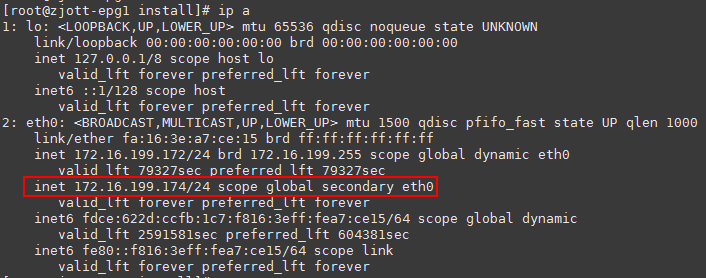 [root@zjott-epg1 install]# ip a
1: lo: <LOOPBACK,UP,LOWER_UP> mtu 65536 qdisc noqueue state UNKNOWN
link/loopback 00:00:00:00:00:00 brd 00:00:00:00:00:00
inet 127.0.0.1/8 scope host lo
valid_lft forever preferred_lft forever
inet6 ::1/128 scope host
valid_lft forever preferred_lft forever
2: eth0: <BROADCAST,MULTICAST,UP,LOWER_UP> mtu 1500 qdisc pfifo_fast state UP qlen 1000
link/ether fa:16:3e:a7:ce:15 brd ff:ff:ff:ff:ff:ff
inet 172.16.199.172/24 brd 172.16.199.255 scope global dynamic eth0
valid_lft 79327sec preferred_lft 79327sec
inet 172.16.199.174/24 scope global secondary eth0
valid_lft forever preferred_lft forever
inet6 fdce:622d:ccfb:1c7:f816:3eff:fea7:ce15/64 scope global dynamic
valid_lft 2591581sec preferred_lft 604381sec
inet6 fe80::f816:3eff:fea7:ce15/64 scope link
valid_lft forever preferred_lft forever